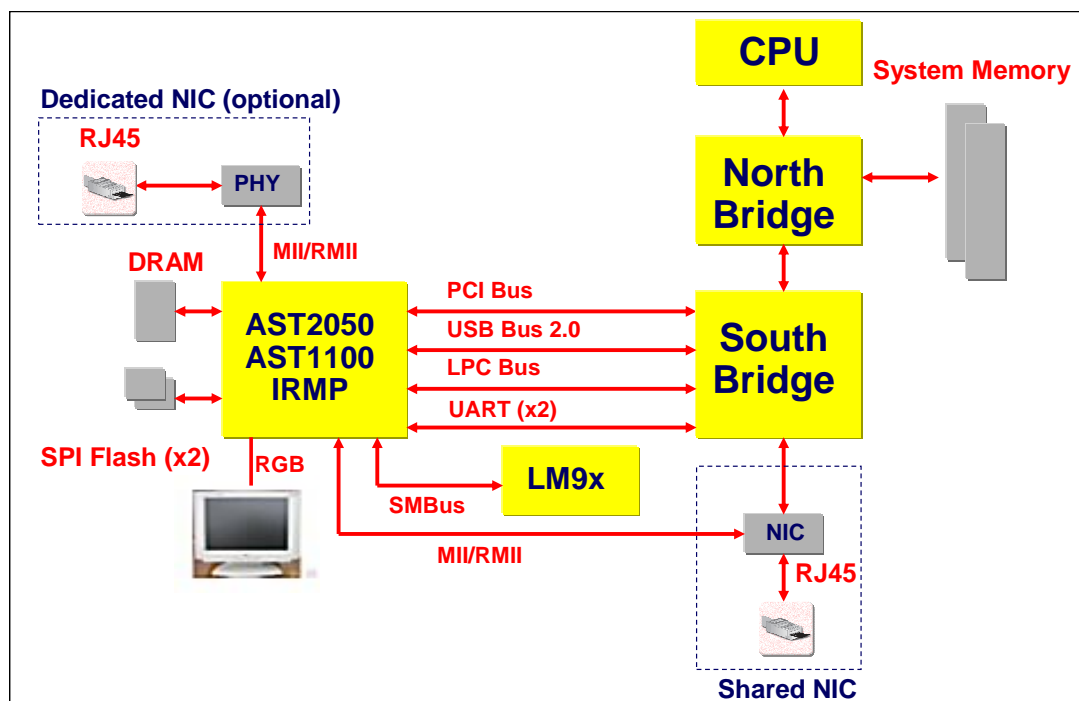 CPU
System Memory
Dedicated NIC (optional)
RJ45
PHY
North
Bridge
MII/RMII
DRAM
PCI Bus
AST2050
AST1100
IRMP
USB Bus 2.0
South
Bridge
LPC Bus
UART (x2)
SPI Flash (x2)
RGB
LM9x
SMBus
NIC
MII/RMII
RJ45
Shared NIC